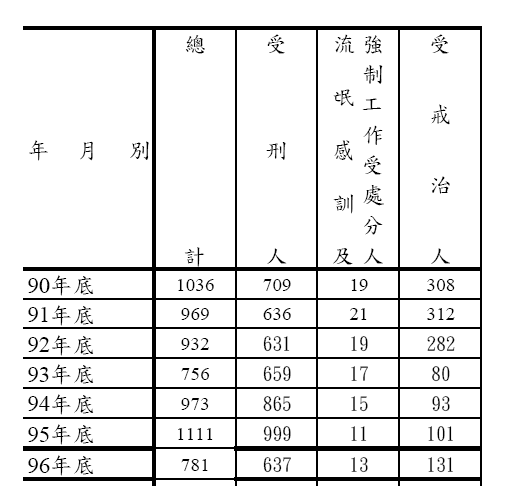 年月別 總計 受刑人 流氓感訓及強制工作受處分人 受戒治人
90年底 1036 709 19 308
91年底 969 636 21 312
92年底 932 631 19 282
93年底 756 659 17 80
94年底 973 865 15 93
95年底 1111 999 11 101
96年底 781 637 13 131